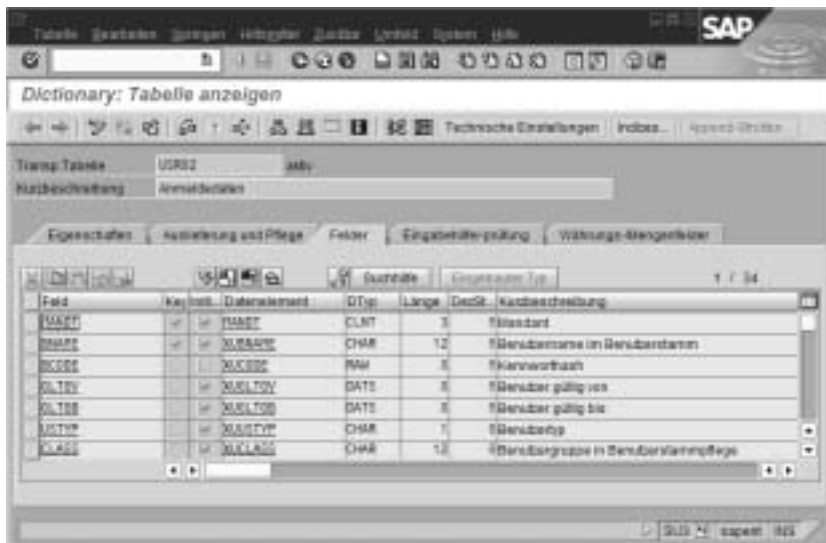 Tabelle Bearbeiten Springen Hilfsmittel Zusätze Umfeld System Hilfe
SAP
Dictionary: Tabelle anzeigen
Technische Einstellungen Indizes... Append-Struktur
Transp.Tabelle USR02 aktiv
Kurzbeschreibung Anmeldedaten
Eigenschaften Auslieferung und Pflege Felder Eingabehilfe/-prüfung Währungs-/Mengenfelder
Suchhilfe Eingebauter Typ 1 / 34
Feld Key Initi.. Datenelement DTyp Länge DezSt.. Kurzbeschreibung
MANDT MANDT CLNT 3 0 Mandant
BNAME XUBNAME CHAR 12 0 Benutzername im Benutzerstamm
BCODE XUCODE RAW 8 0 Kennworthash
GLTGV XUGLTGV DATS 8 0 Benutzer gültig von
GLTGB XUGLTGB DATS 8 0 Benutzer gültig bis
USTYP XUUSTYP CHAR 1 0 Benutzertyp
CLASS XUCLASS CHAR 12 0 Benutzergruppe in Benutzerstammpflege